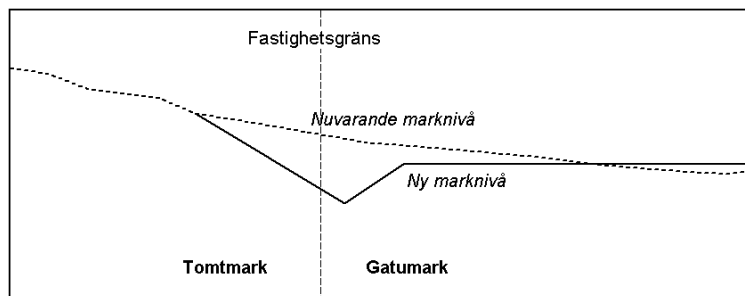 Fastighetsgräns
Nuvarande marknivå
Ny marknivå
Tomtmark
Gatumark